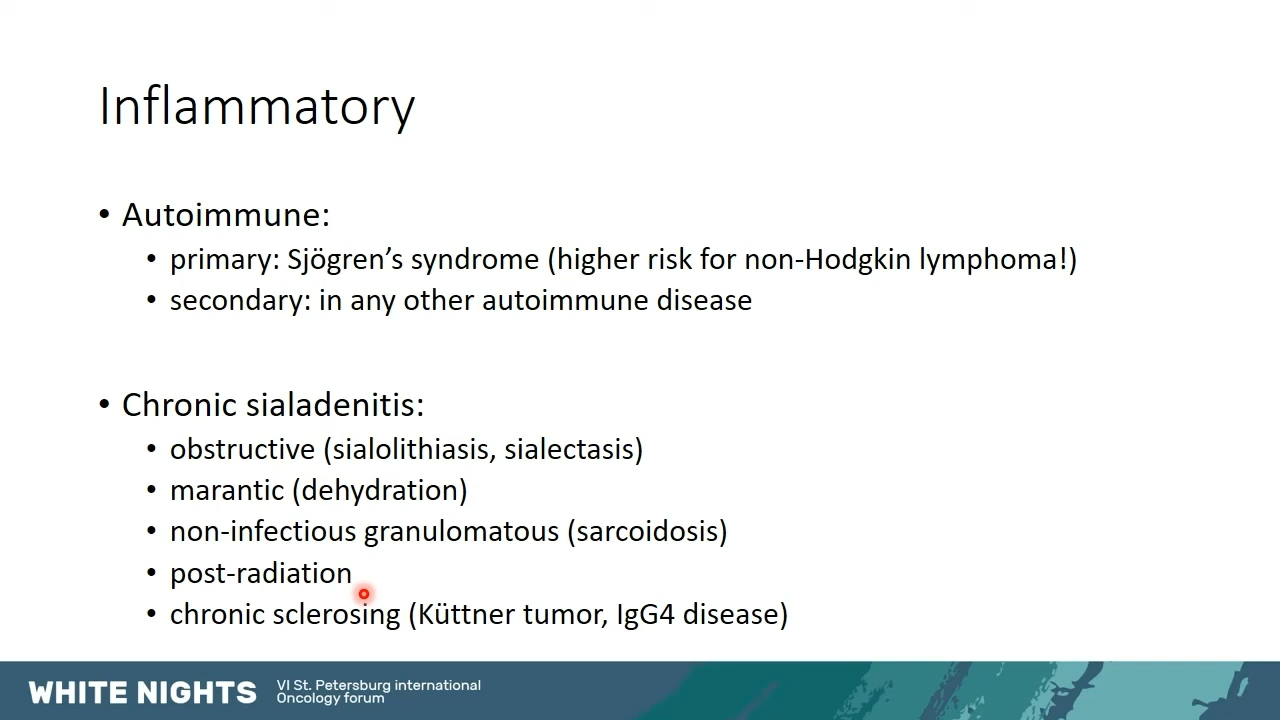 Inflammatory
• Autoimmune:
• primary: Sjögren’s syndrome (higher risk for non-Hodgkin lymphoma!)
• secondary: in any other autoimmune disease
• Chronic sialadenitis:
• obstructive (sialolithiasis, sialectasis)
• marantic (dehydration)
• non-infectious granulomatous (sarcoidosis)
• post-radiation
• chronic sclerosing (Küttner tumor, IgG4 disease)
WHITE NIGHTS
VI St. Petersburg international
Oncology forum